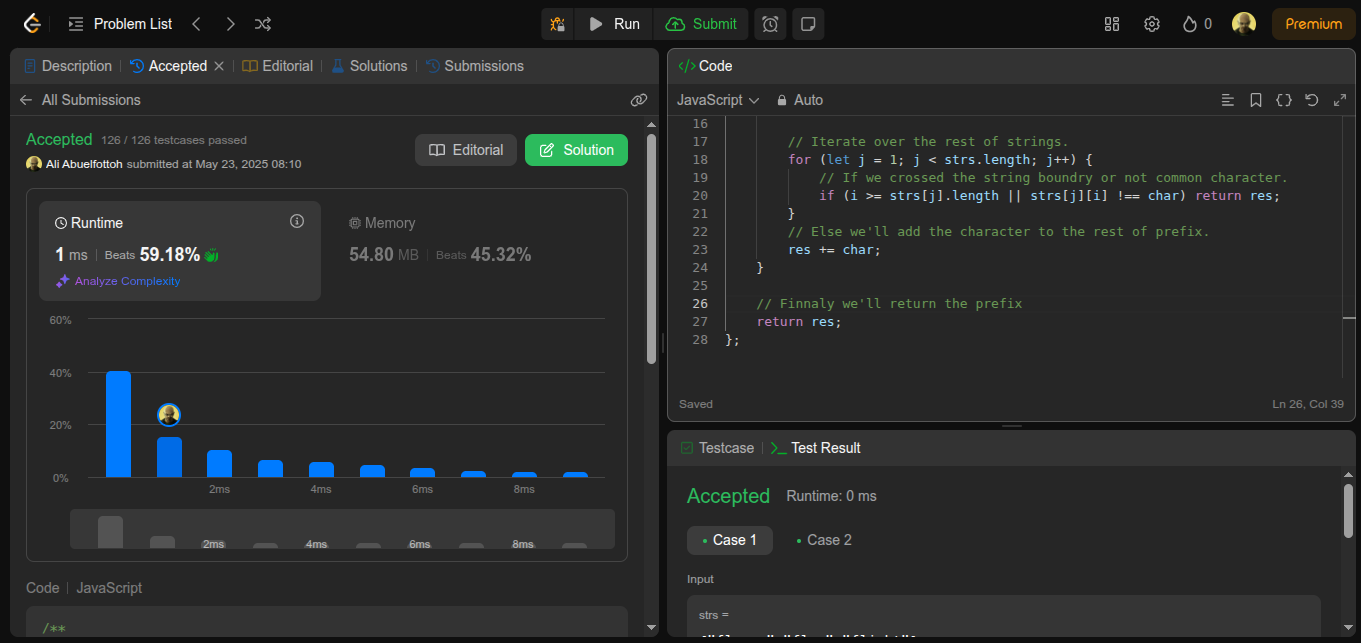 Problem List
Run
Submit
0
Premium
Description
Accepted
Editorial
Solutions
Submissions
All Submissions
Accepted 126 / 126 testcases passed
Ali Abuelfottoh submitted at May 23, 2025 08:10
Editorial
Solution
Runtime
1 ms Beats 59.18%
Analyze Complexity
Memory
54.80 MB Beats 45.32%
60%
40%
20%
0%
2ms 4ms 6ms 8ms
2ms 4ms 6ms 8ms
Code JavaScript
/**
</> Code
JavaScript Auto
16
17 // Iterate over the rest of strings.
18 for (let j = 1; j < strs.length; j++) {
19 // If we crossed the string boundry or not common character.
20 if (i >= strs[j].length || strs[j][i] !== char) return res;
21 }
22 // Else we'll add the character to the rest of prefix.
23 res += char;
24 }
25
26 // Finnaly we'll return the prefix
27 return res;
28 };
Saved
Ln 26, Col 39
Testcase
Test Result
Accepted Runtime: 0 ms
Case 1
Case 2
Input
strs =